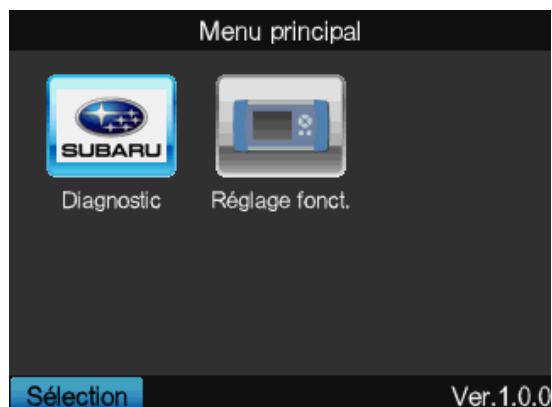 Menu principal
SUBARU
Diagnostic Réglage fonct.
Sélection Ver.1.0.0